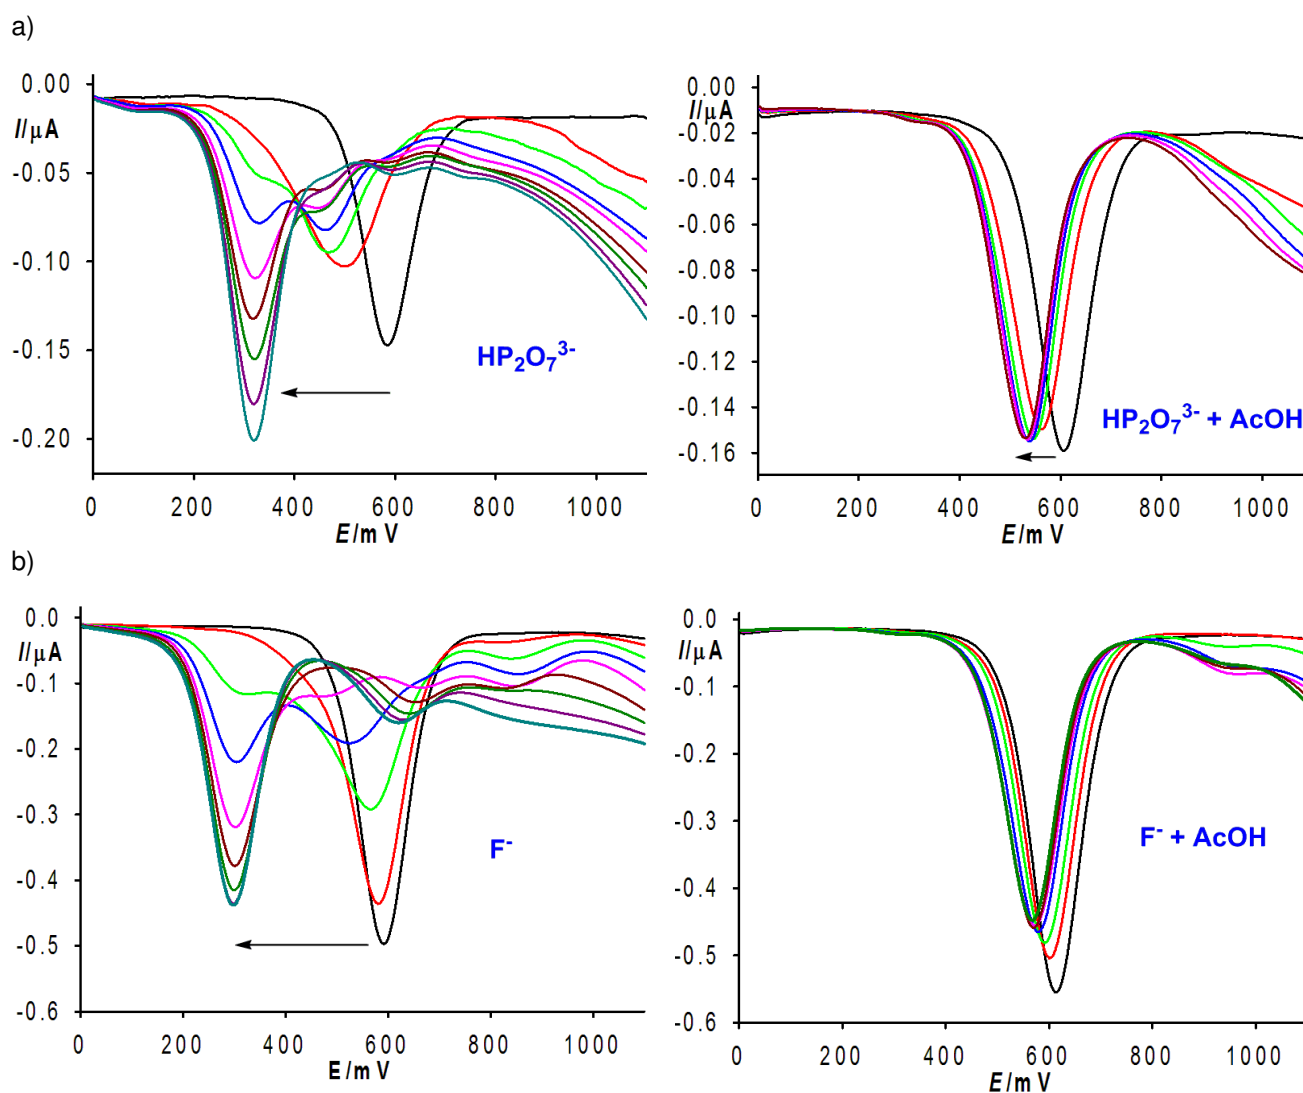 a)
0.00
-0.05
-0.10
-0.15
-0.20
I/μA
0 200 400 600 800 1000
E/mV
HP₂O₇³⁻
0.00
-0.02
-0.04
-0.06
-0.08
-0.10
-0.12
-0.14
-0.16
I/μA
0 200 400 600 800 1000
E/mV
HP₂O₇³⁻ + AcOH
b)
0.0
-0.1
-0.2
-0.3
-0.4
-0.5
-0.6
I/μA
0 200 400 600 800 1000
E/mV
F⁻
0.0
-0.1
-0.2
-0.3
-0.4
-0.5
-0.6
I/μA
0 200 400 600 800 1000
E/mV
F⁻ + AcOH